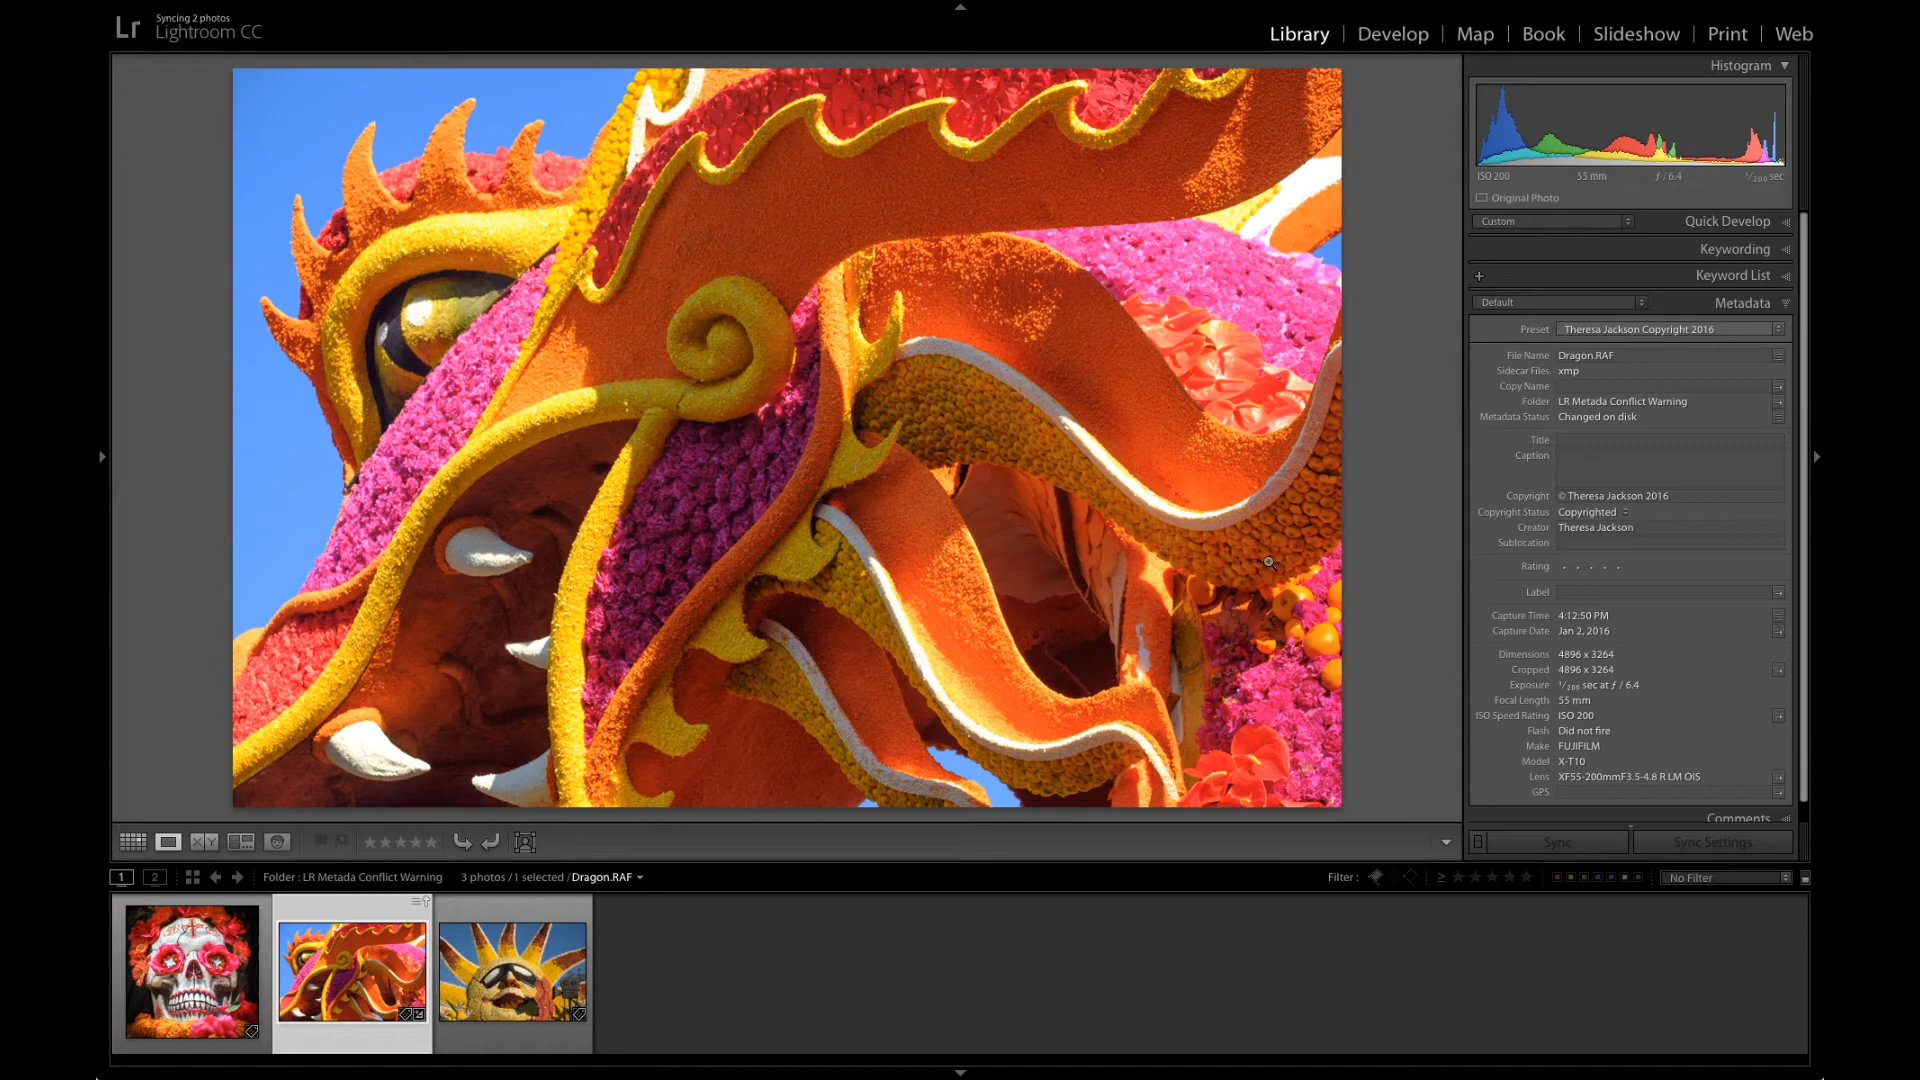 Lr
Syncing 2 photos
Lightroom CC
Library
Develop
Map
Book
Slideshow
Print
Web
Histogram
ISO 200
55 mm
ƒ / 6.4
1/200 sec
Original Photo
Custom
Quick Develop
Keywording
+ Keyword List
Default
Metadata
Preset Theresa Jackson Copyright 2016
File Name Dragon.RAF
Sidecar Files xmp
Copy Name
Folder LR Metada Conflict Warning
Metadata Status Changed on disk
Title
Caption
Copyright © Theresa Jackson 2016
Copyright Status Copyrighted
Creator Theresa Jackson
Sublocation
Rating . . . . .
Label
Capture Time 4:12:50 PM
Capture Date Jan 2, 2016
Dimensions 4896 x 3264
Cropped 4896 x 3264
Exposure 1/200 sec at ƒ / 6.4
Focal Length 55 mm
ISO Speed Rating ISO 200
Flash Did not fire
Make FUJIFILM
Model X-T10
Lens XF55-200mmF3.5-4.8 R LM OIS
GPS
Comments
Sync
Sync Settings
X Y
1
2
Folder : LR Metada Conflict Warning
3 photos / 1 selected / Dragon.RAF
Filter :
≥
No Filter